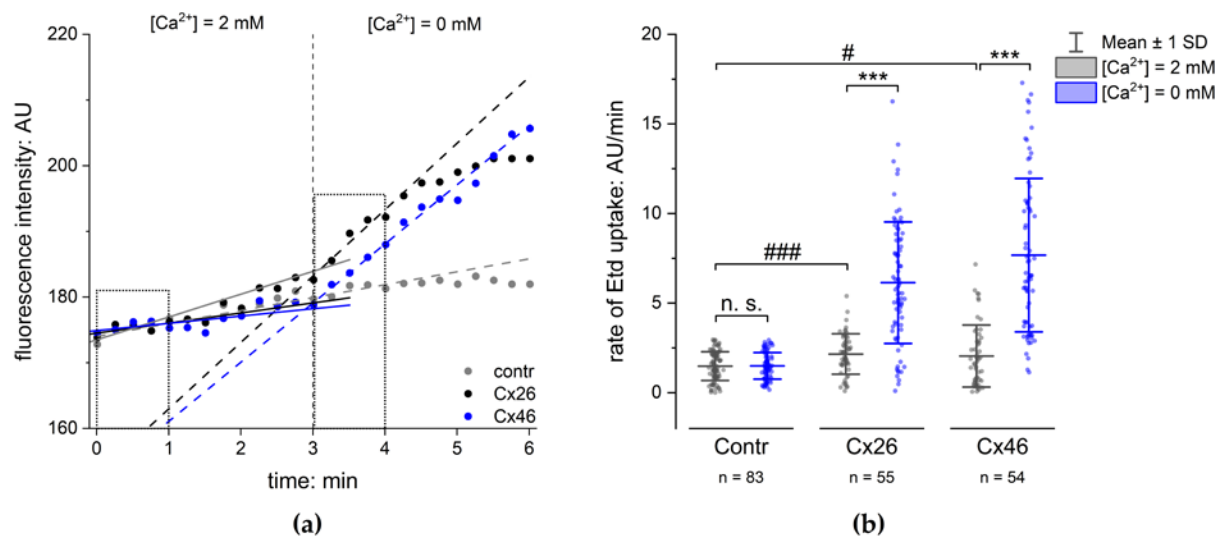 [Ca²⁺] = 2 mM
[Ca²⁺] = 0 mM
220
200
180
160
fluorescence intensity: AU
contr
Cx26
Cx46
0
1
2
3
4
5
6
time: min
(a)
Mean ± 1 SD
[Ca²⁺] = 2 mM
[Ca²⁺] = 0 mM
20
15
10
5
0
rate of Etd uptake: AU/min
#
***
***
###
n. s.
Contr
Cx26
Cx46
n = 83
n = 55
n = 54
(b)